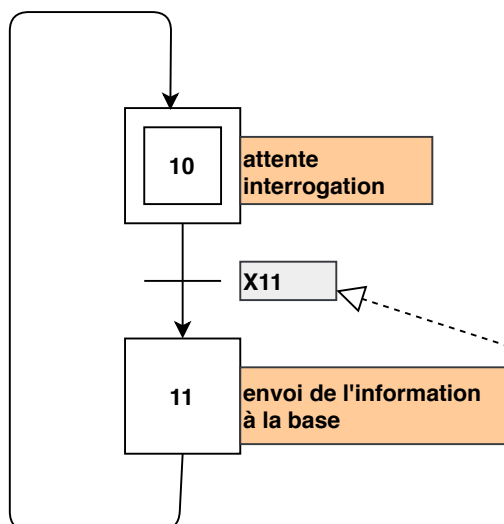 10
attente
interrogation
X11
11
envoi de l'information
à la base